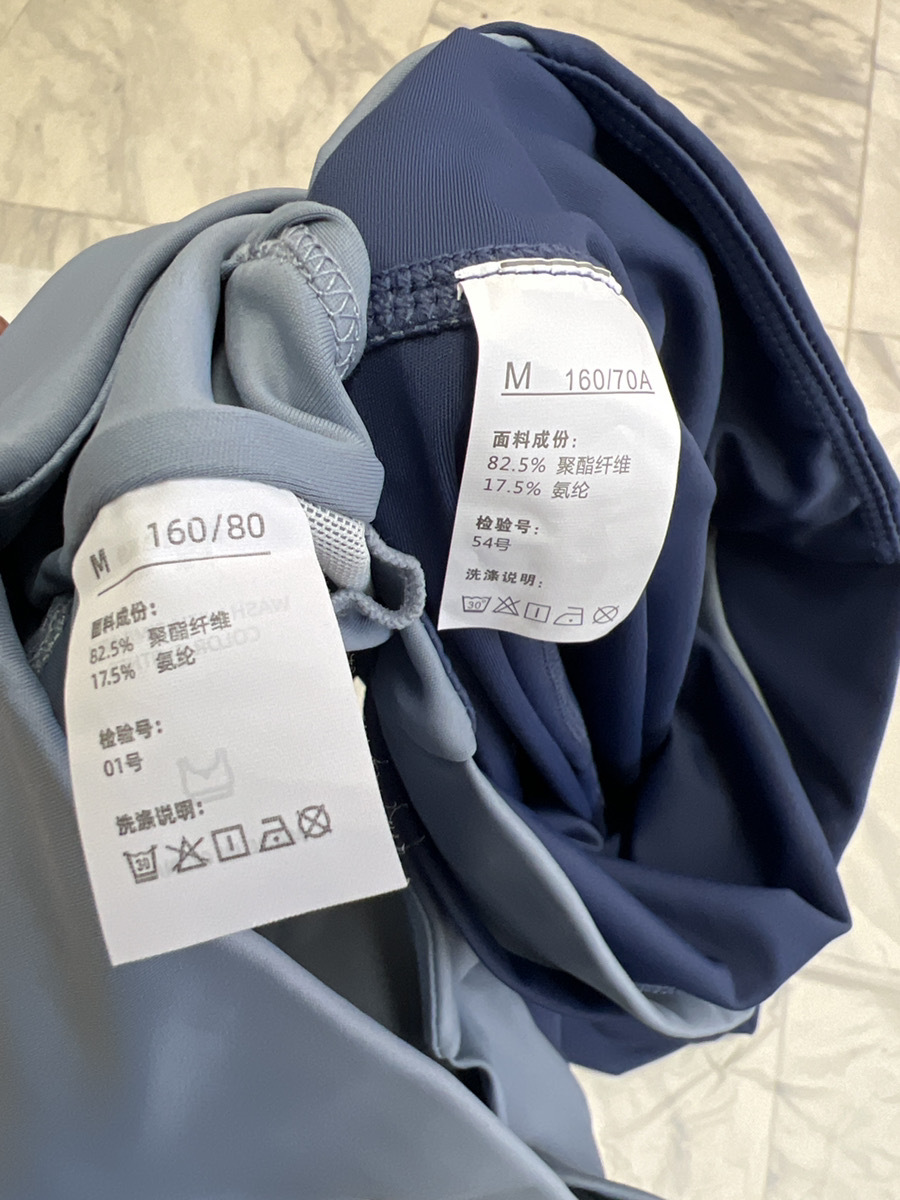 M 160/80
面料成份：
82.5% 聚酯纤维
17.5% 氨纶
检验号：
01号
洗涤说明：
30
M 160/70A
面料成份：
82.5% 聚酯纤维
17.5% 氨纶
检验号：
54号
洗涤说明：
30°